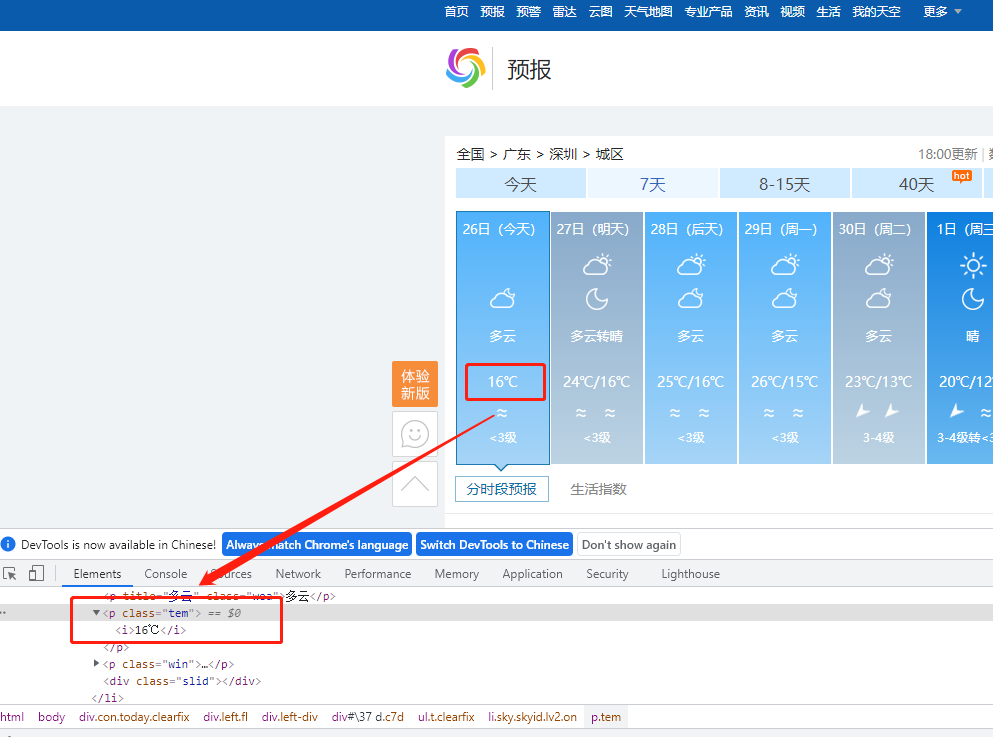 首页 预报 预警 雷达 云图 天气地图 专业产品 资讯 视频 生活 我的天空 更多
预报
全国 > 广东 > 深圳 > 城区 18:00更新 |
今天 7天 8-15天 40天 hot
26日（今天） 27日（明天） 28日（后天） 29日（周一） 30日（周二） 1日（周三
多云 多云转晴 多云 多云 多云 晴
16℃ 24℃/16℃ 25℃/16℃ 26℃/15℃ 23℃/13℃ 20℃/12
<3级 <3级 <3级 <3级 3-4级 3-4级转<3
体验
新版
分时段预报 生活指数
DevTools is now available in Chinese! Always match Chrome's language Switch DevTools to Chinese Don't show again
Elements Console Sources Network Performance Memory Application Security Lighthouse
<p title="多云" class="wea">多云</p>
<p class="tem"> == $0
<i>16℃</i>
</p>
<p class="win">…</p>
<div class="slid"></div>
</li>
html body div.con.today.clearfix div.left.fl div.left-div div#\37 d.c7d ul.t.clearfix li.sky.skyid.lv2.on p.tem